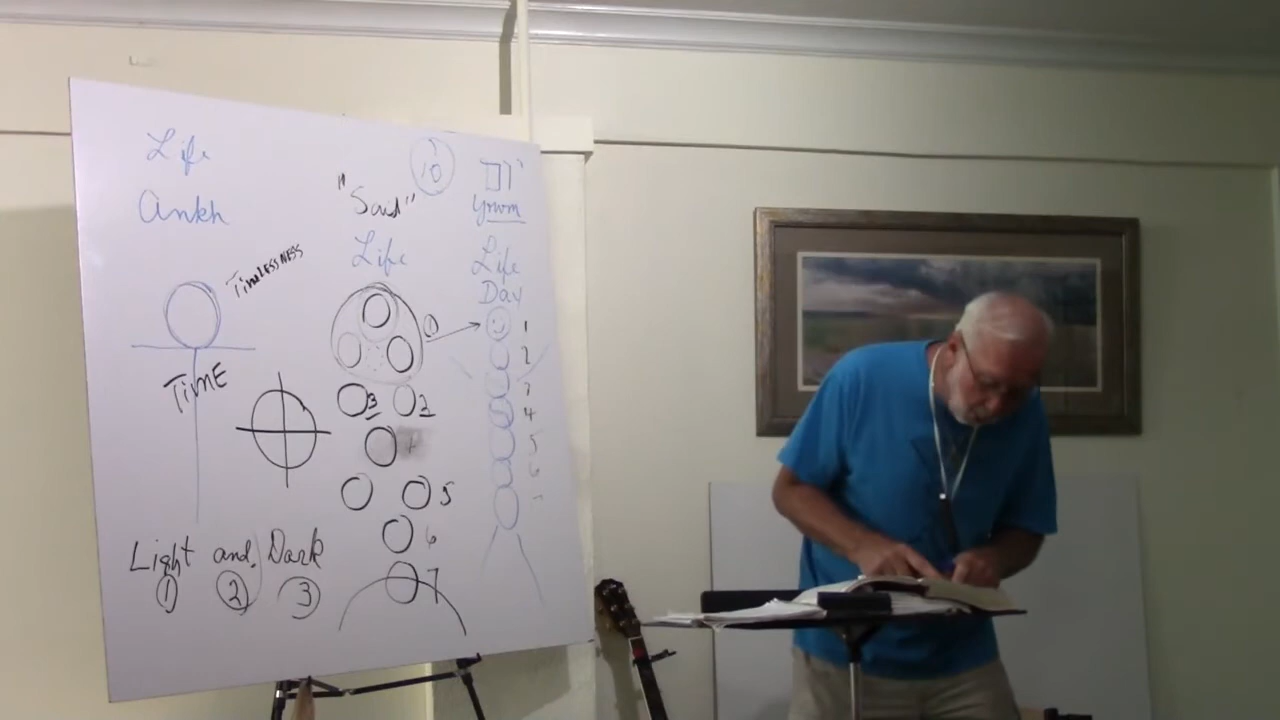 Life
Ankh
TIMELESSNESS
TIME
"Soul"
Life
1
3 2
5
6
7
10
יום
Yowm
Life
Day
1
2
3
4
5
6
Light and Dark
1 2 3